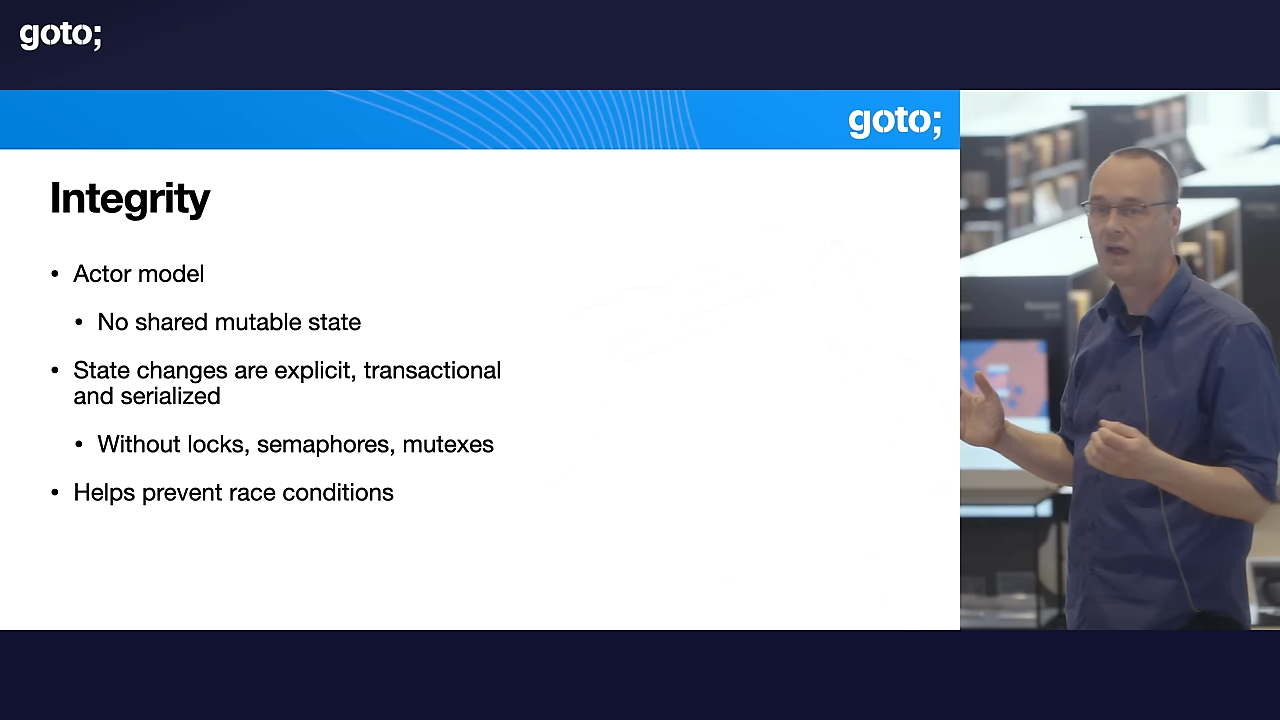 goto;
goto;
Integrity
• Actor model
• No shared mutable state
• State changes are explicit, transactional
and serialized
• Without locks, semaphores, mutexes
• Helps prevent race conditions